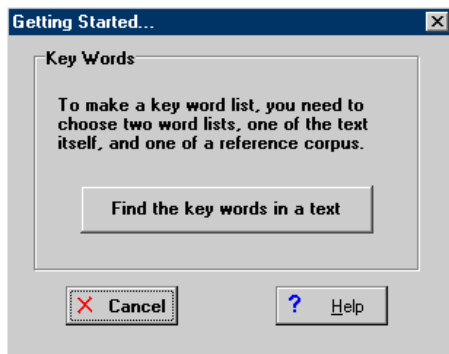 Getting Started...
Key Words
To make a key word list, you need to
choose two word lists, one of the text
itself, and one of a reference corpus.
Find the key words in a text
Cancel
? Help